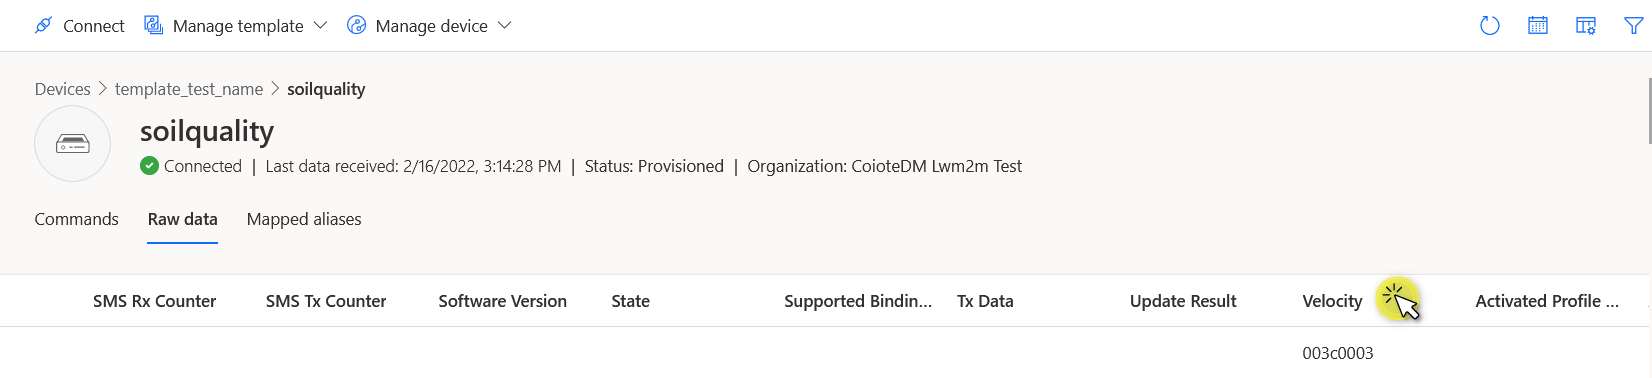 Connect Manage template Manage device
Devices > template_test_name > soilquality
soilquality
Connected | Last data received: 2/16/2022, 3:14:28 PM | Status: Provisioned | Organization: CoioteDM Lwm2m Test
Commands Raw data Mapped aliases
SMS Rx Counter SMS Tx Counter Software Version State Supported Bindin... Tx Data Update Result Velocity Activated Profile ...
003c0003